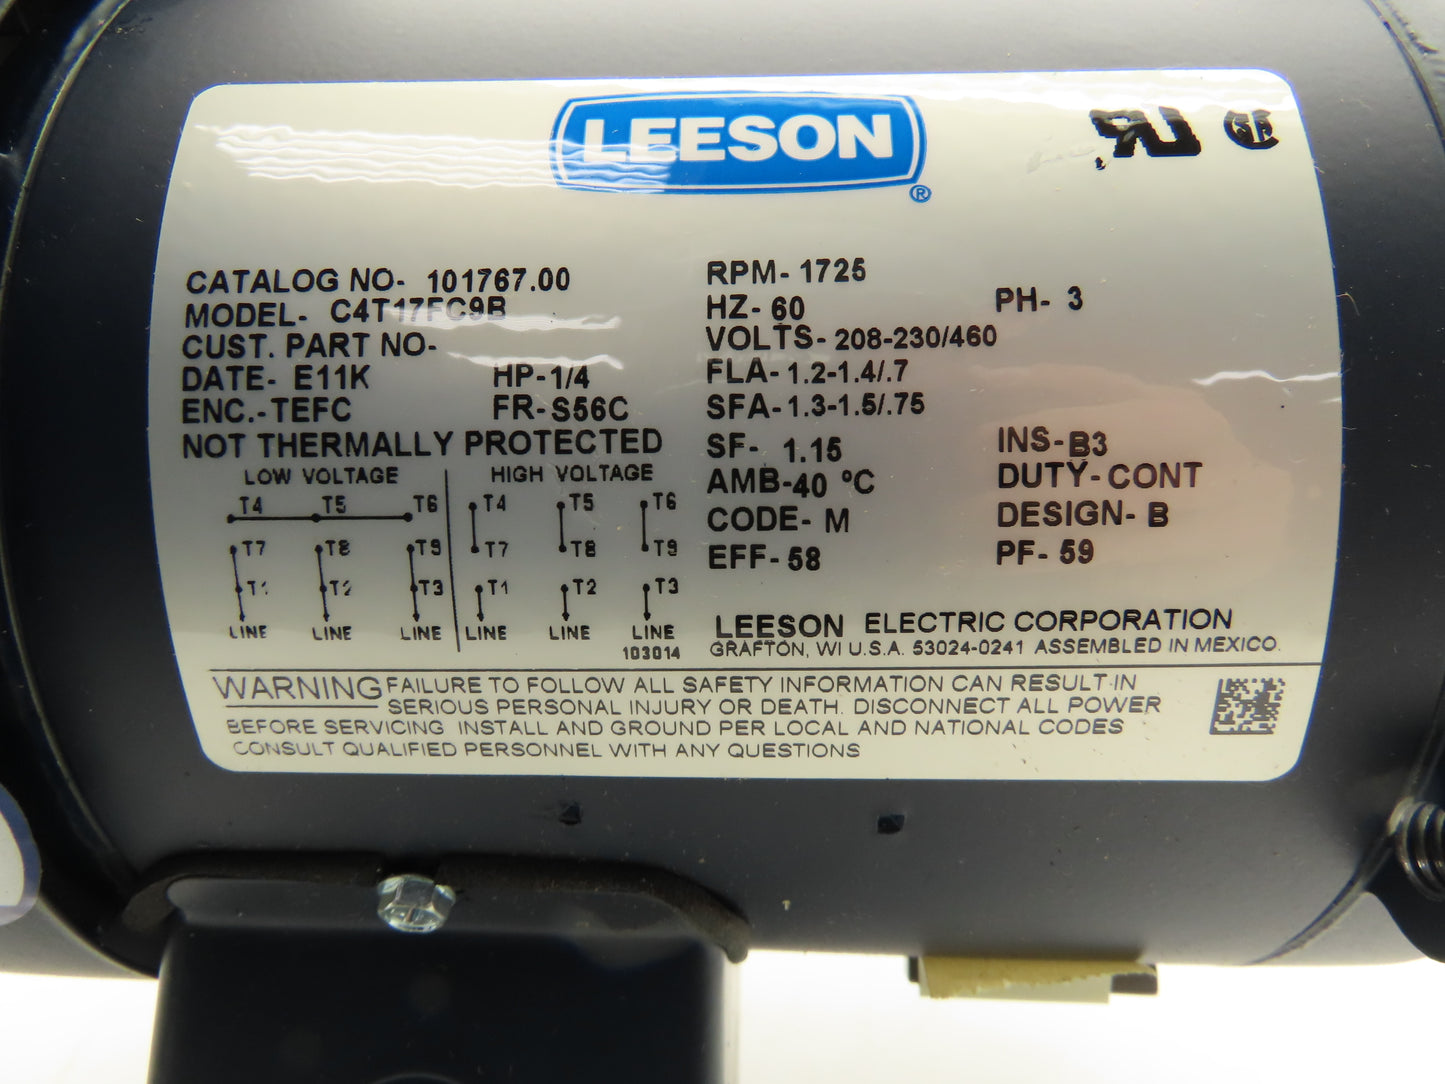 LEESON
®
CATALOG NO- 101767.00
MODEL- C4T17FC9B
CUST. PART NO-
DATE- E11K HP-1/4
ENC.-TEFC FR-S56C
NOT THERMALLY PROTECTED
RPM- 1725
HZ- 60 PH- 3
VOLTS- 208-230/460
FLA-1.2-1.4/.7
SFA-1.3-1.5/.75
SF- 1.15 INS-B3
AMB-40 °C DUTY-CONT
CODE-M DESIGN-B
EFF-58 PF-59
LOW VOLTAGE HIGH VOLTAGE
T4 T5 T6 T4 T5 T6
T7 T8 T9 T7 T8 T9
T1 T2 T3 T1 T2 T3
LINE LINE LINE LINE LINE LINE
103014
LEESON ELECTRIC CORPORATION
GRAFTON, WI U.S.A. 53024-0241 ASSEMBLED IN MEXICO.
WARNING FAILURE TO FOLLOW ALL SAFETY INFORMATION CAN RESULT IN
SERIOUS PERSONAL INJURY OR DEATH. DISCONNECT ALL POWER
BEFORE SERVICING INSTALL AND GROUND PER LOCAL AND NATIONAL CODES
CONSULT QUALIFIED PERSONNEL WITH ANY QUESTIONS